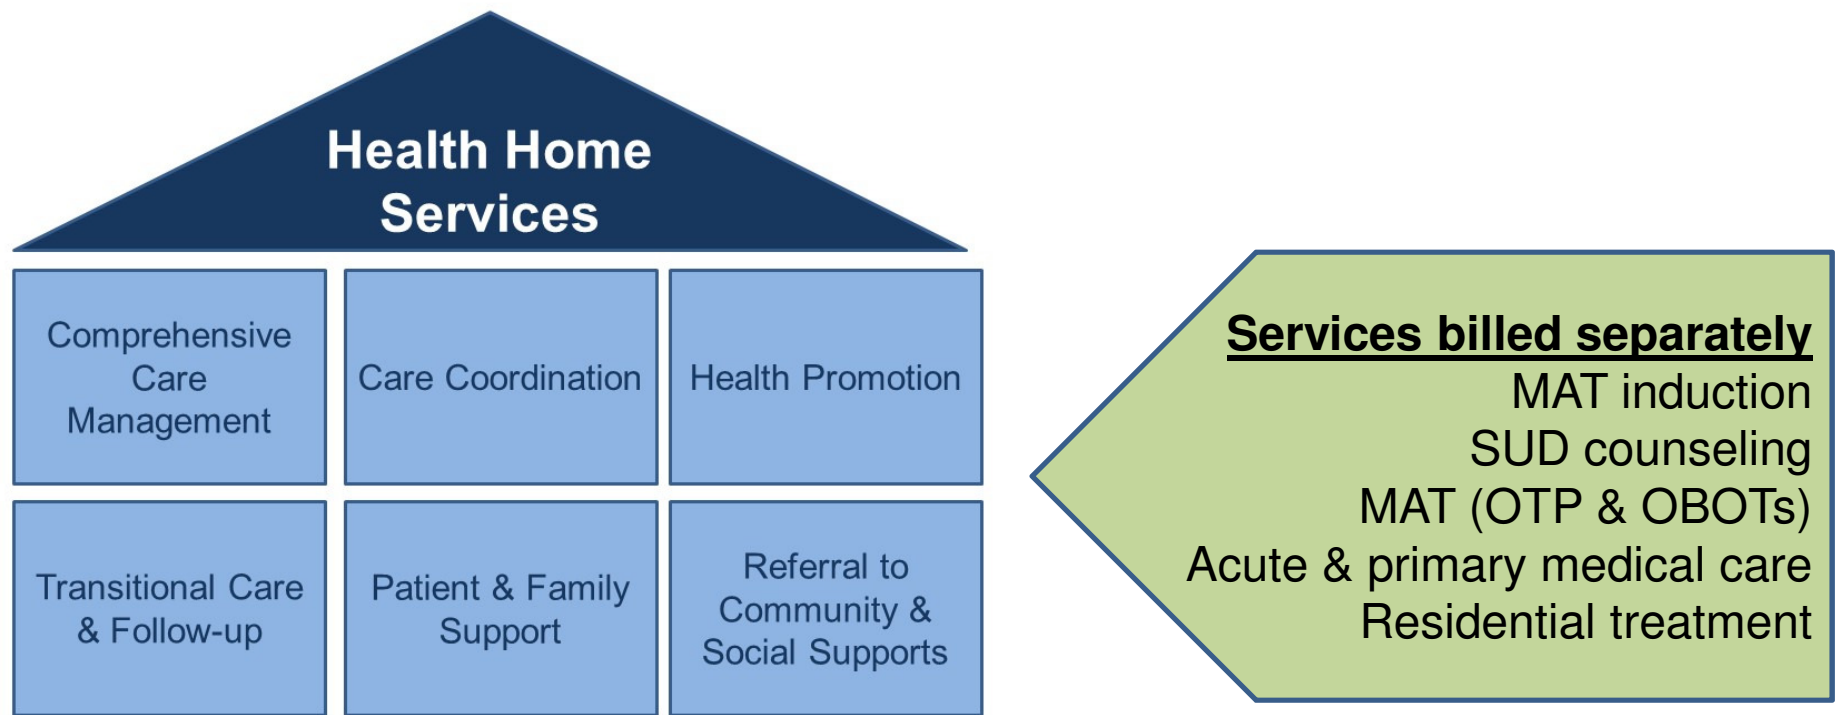 Health Home
Services
Comprehensive
Care
Management
Care Coordination
Health Promotion
Transitional Care
& Follow-up
Patient & Family
Support
Referral to
Community &
Social Supports
Services billed separately
MAT induction
SUD counseling
MAT (OTP & OBOTs)
Acute & primary medical care
Residential treatment